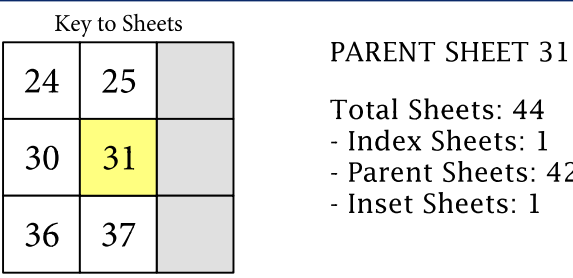 Key to Sheets
24 25
30 31
36 37
PARENT SHEET 31
Total Sheets: 44
- Index Sheets: 1
- Parent Sheets: 42
- Inset Sheets: 1